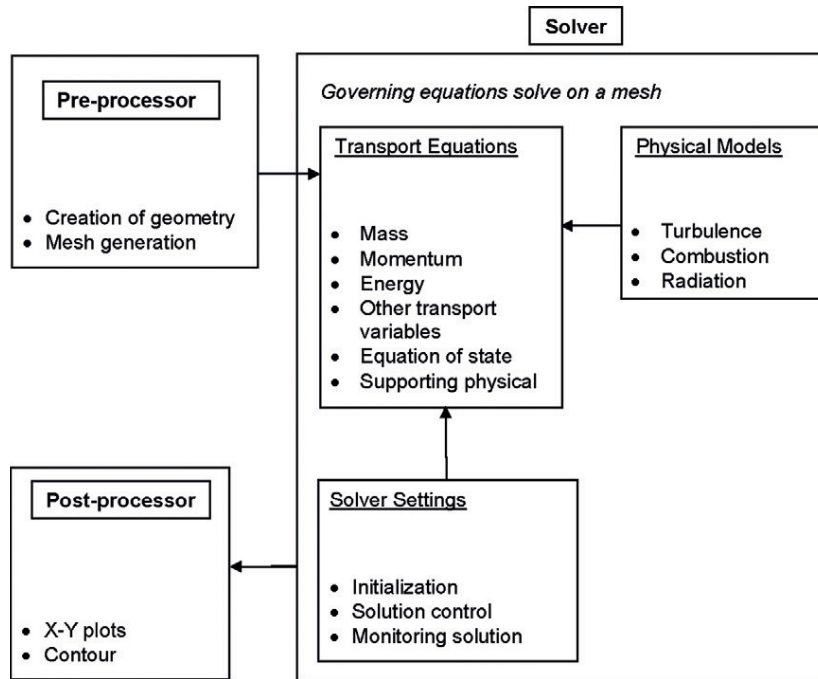 Solver
Pre-processor
• Creation of geometry
• Mesh generation
Governing equations solve on a mesh
Transport Equations
• Mass
• Momentum
• Energy
• Other transport
variables
• Equation of state
• Supporting physical
Physical Models
• Turbulence
• Combustion
• Radiation
Post-processor
• X-Y plots
• Contour
Solver Settings
• Initialization
• Solution control
• Monitoring solution